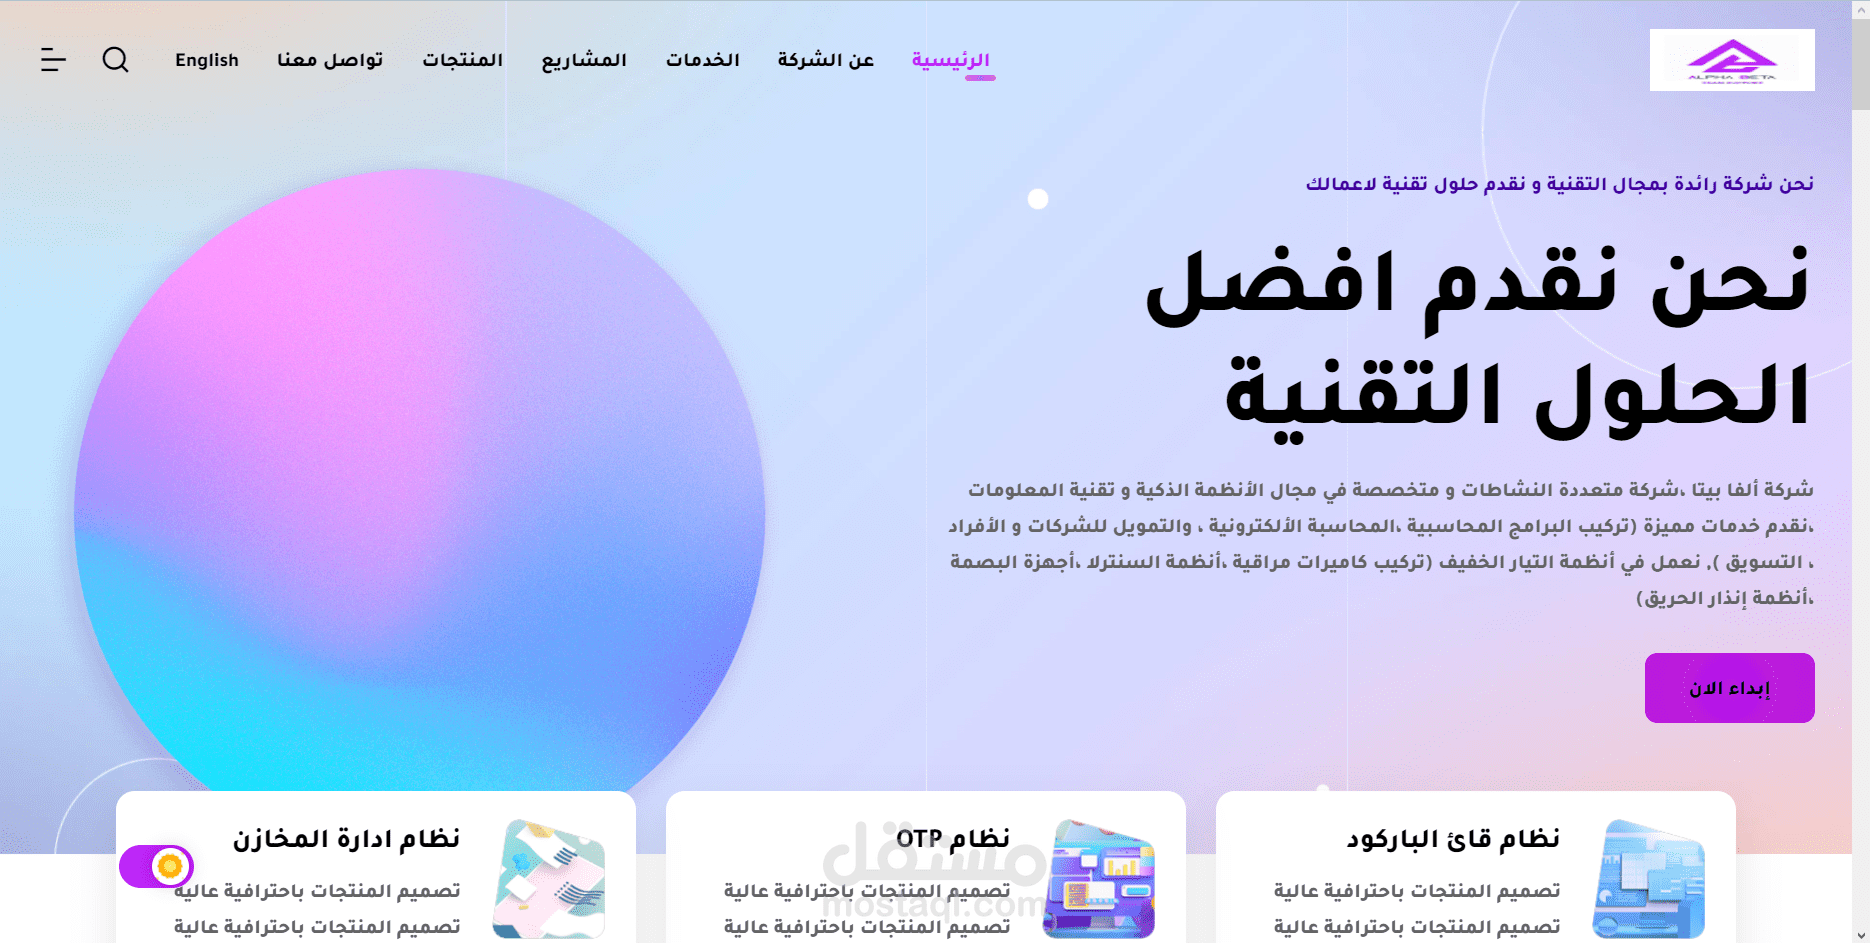 ALPHA BETA
الرئيسية
عن الشركة
الخدمات
المشاريع
المنتجات
تواصل معنا
English
نحن شركة رائدة بمجال التقنية و نقدم حلول تقنية لاعمالك
نحن نقدم افضل
الحلول التقنية
شركة ألفا بيتا ،شركة متعددة النشاطات و متخصصة في مجال الأنظمة الذكية و تقنية المعلومات
،نقدم خدمات مميزة (تركيب البرامج المحاسبية ،المحاسبة الألكترونية ، والتمويل للشركات و الأفراد
، التسويق ), نعمل في أنظمة التيار الخفيف (تركيب كاميرات مراقية ،أنظمة السنترلا ،أجهزة البصمة
،أنظمة إنذار الحريق)
إبداء الان
نظام قائ الباركود
تصميم المنتجات باحترافية عالية
تصميم المنتجات باحترافية عالية
نظام OTP
تصميم المنتجات باحترافية عالية
تصميم المنتجات باحترافية عالية
نظام ادارة المخازن
تصميم المنتجات باحترافية عالية
تصميم المنتجات باحترافية عالية
مستقل
mostaql.com